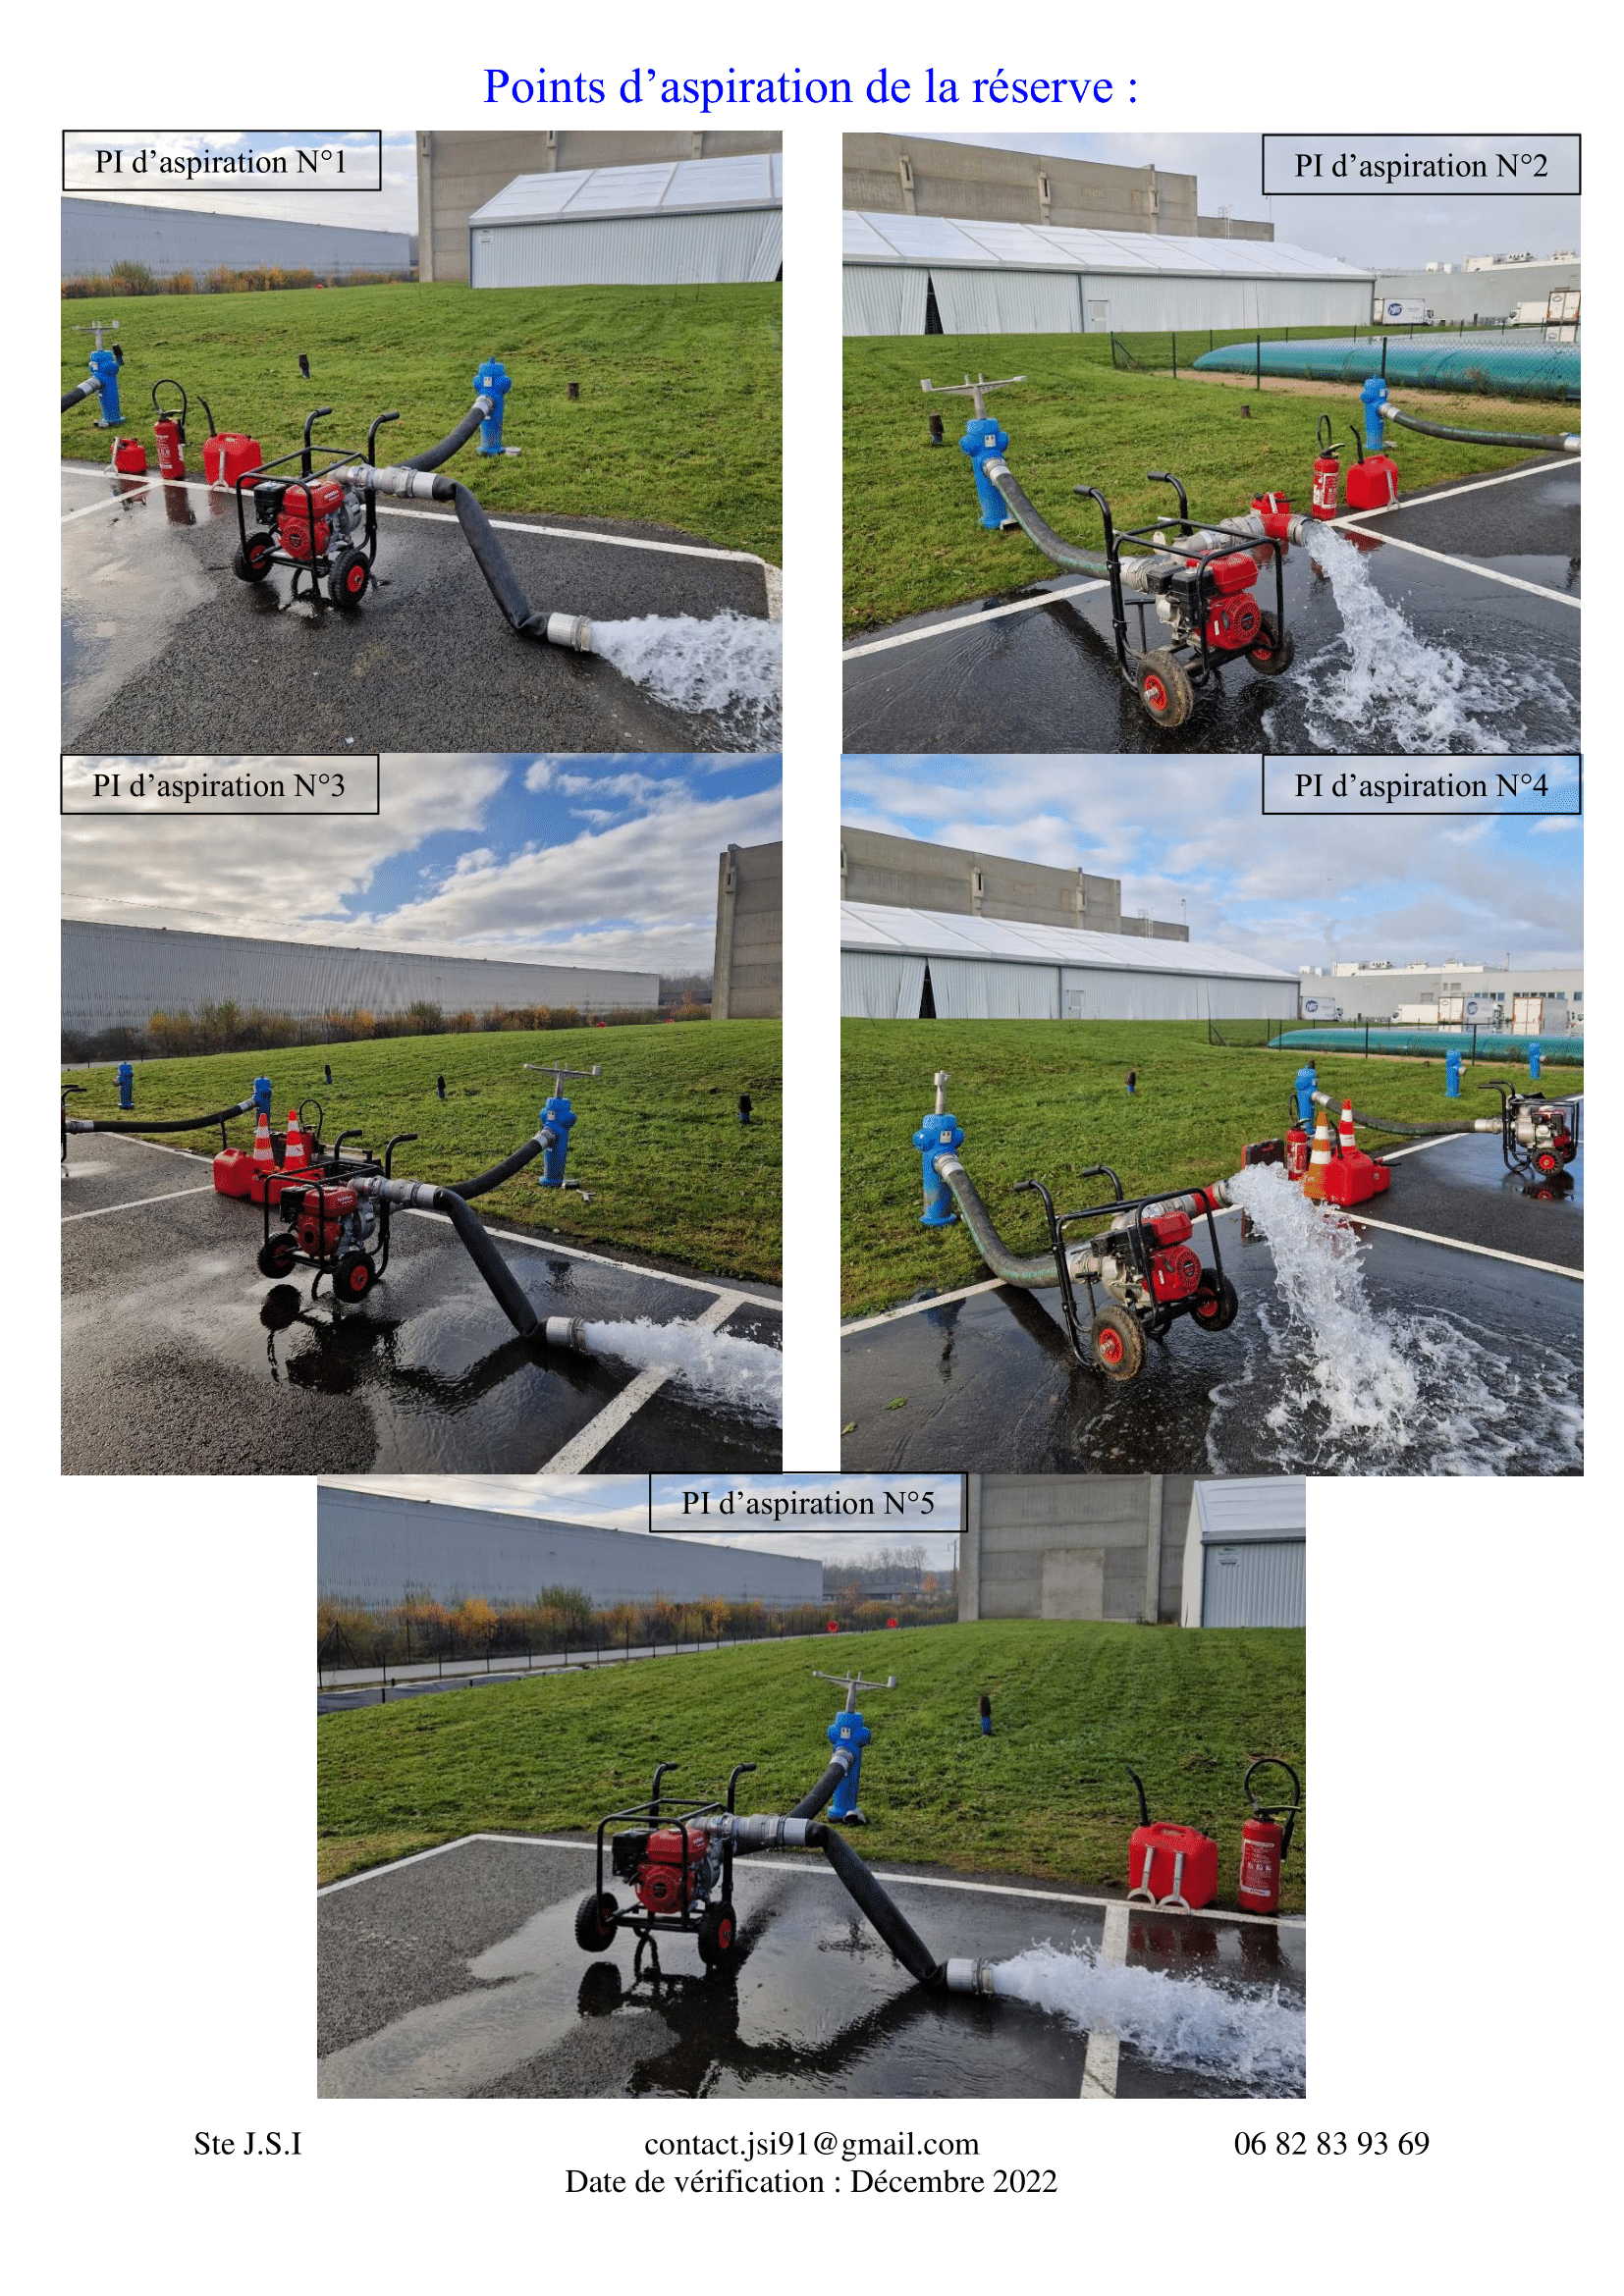 Points d’aspiration de la réserve :
PI d’aspiration N°1
PI d’aspiration N°2
PI d’aspiration N°3
PI d’aspiration N°4
PI d’aspiration N°5
Ste J.S.I contact.jsi91@gmail.com 06 82 83 93 69
Date de vérification : Décembre 2022